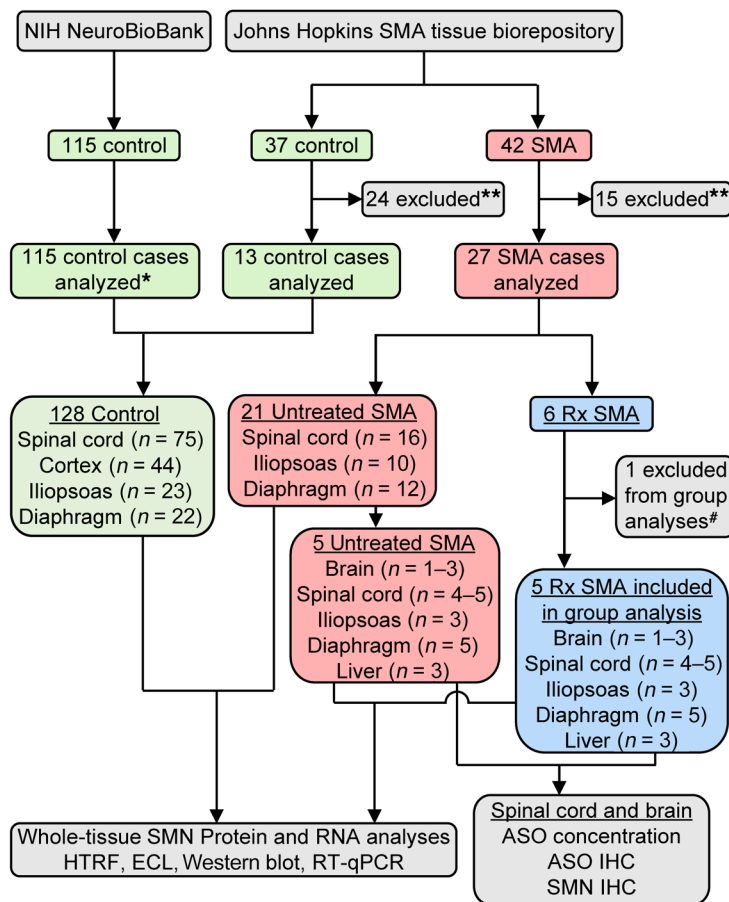 NIH NeuroBioBank
Johns Hopkins SMA tissue biorepository
115 control
37 control
42 SMA
24 excluded**
15 excluded**
115 control cases
analyzed*
13 control cases
analyzed
27 SMA cases
analyzed
128 Control
Spinal cord (n = 75)
Cortex (n = 44)
Iliopsoas (n = 23)
Diaphragm (n = 22)
21 Untreated SMA
Spinal cord (n = 16)
Iliopsoas (n = 10)
Diaphragm (n = 12)
6 Rx SMA
1 excluded
from group
analyses#
5 Untreated SMA
Brain (n = 1–3)
Spinal cord (n = 4–5)
Iliopsoas (n = 3)
Diaphragm (n = 5)
Liver (n = 3)
5 Rx SMA included
in group analysis
Brain (n = 1–3)
Spinal cord (n = 4–5)
Iliopsoas (n = 3)
Diaphragm (n = 5)
Liver (n = 3)
Whole-tissue SMN Protein and RNA analyses
HTRF, ECL, Western blot, RT-qPCR
Spinal cord and brain
ASO concentration
ASO IHC
SMN IHC